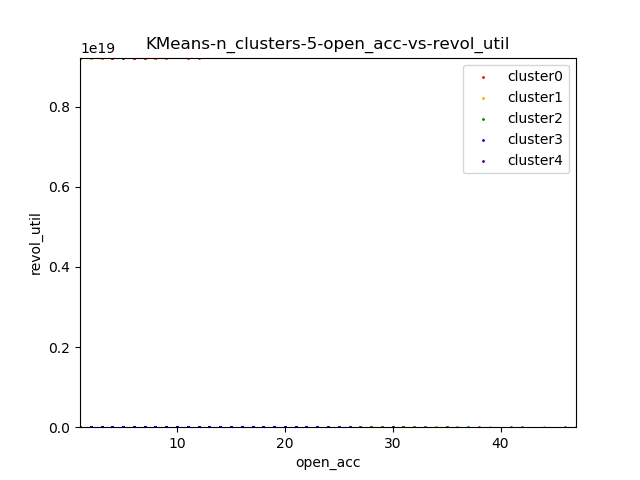 KMeans-n_clusters-5-open_acc-vs-revol_util
1e19
cluster0
cluster1
cluster2
cluster3
cluster4
0.8
0.6
0.4
0.2
0.0
revol_util
10
20
30
40
open_acc